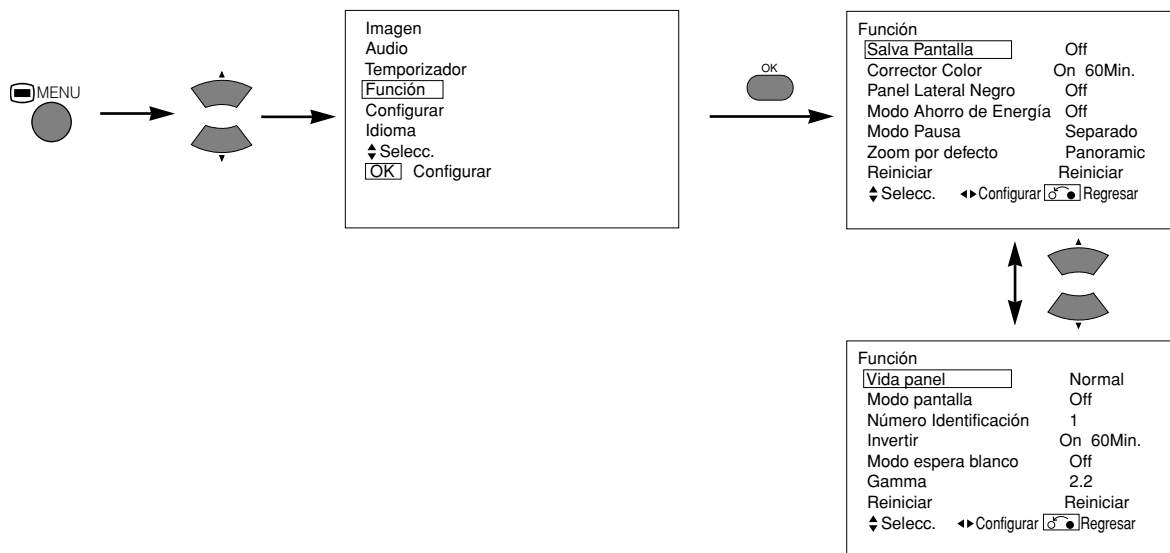 MENU
Imagen
Audio
Temporizador
Función
Configurar
Idioma
Selecc.
OK Configurar
OK
Función
Salva Pantalla Off
Corrector Color On 60Min.
Panel Lateral Negro Off
Modo Ahorro de Energía Off
Modo Pausa Separado
Zoom por defecto Panoramic
Reiniciar Reiniciar
Selecc. Configurar Regresar
Función
Vida panel Normal
Modo pantalla Off
Número Identificación 1
Invertir On 60Min.
Modo espera blanco Off
Gamma 2.2
Reiniciar Reiniciar
Selecc. Configurar Regresar